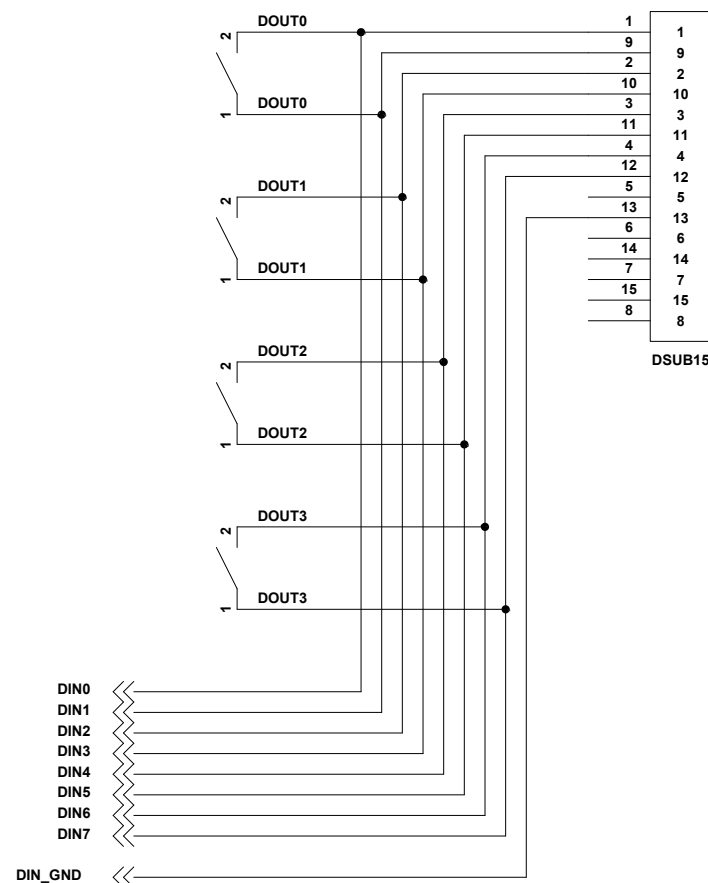 DOUT0
2
1
DOUT0
DOUT1
2
1
DOUT1
DOUT2
2
1
DOUT2
DOUT3
2
1
DOUT3
1 1
9 9
2 2
10 10
3 3
11 11
4 4
12 12
5 5
13 13
6 6
14 14
7 7
15 15
8 8
DSUB15
DIN0
DIN1
DIN2
DIN3
DIN4
DIN5
DIN6
DIN7
DIN_GND